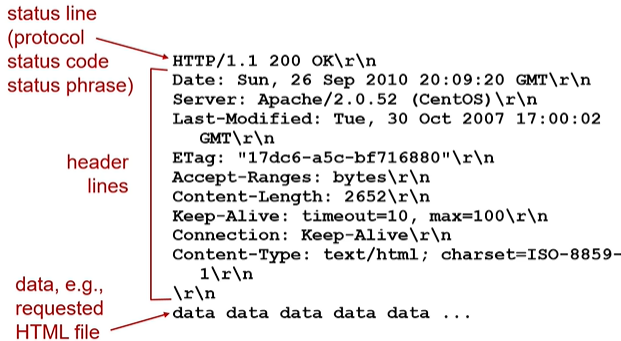 status line
(protocol
status code
status phrase)
HTTP/1.1 200 OK\r\n
Date: Sun, 26 Sep 2010 20:09:20 GMT\r\n
Server: Apache/2.0.52 (CentOS)\r\n
Last-Modified: Tue, 30 Oct 2007 17:00:02
GMT\r\n
ETag: "17dc6-a5c-bf716880"\r\n
Accept-Ranges: bytes\r\n
Content-Length: 2652\r\n
Keep-Alive: timeout=10, max=100\r\n
Connection: Keep-Alive\r\n
Content-Type: text/html; charset=ISO-8859-
1\r\n
\r\n
data data data data data ...
header
lines
data, e.g.,
requested
HTML file